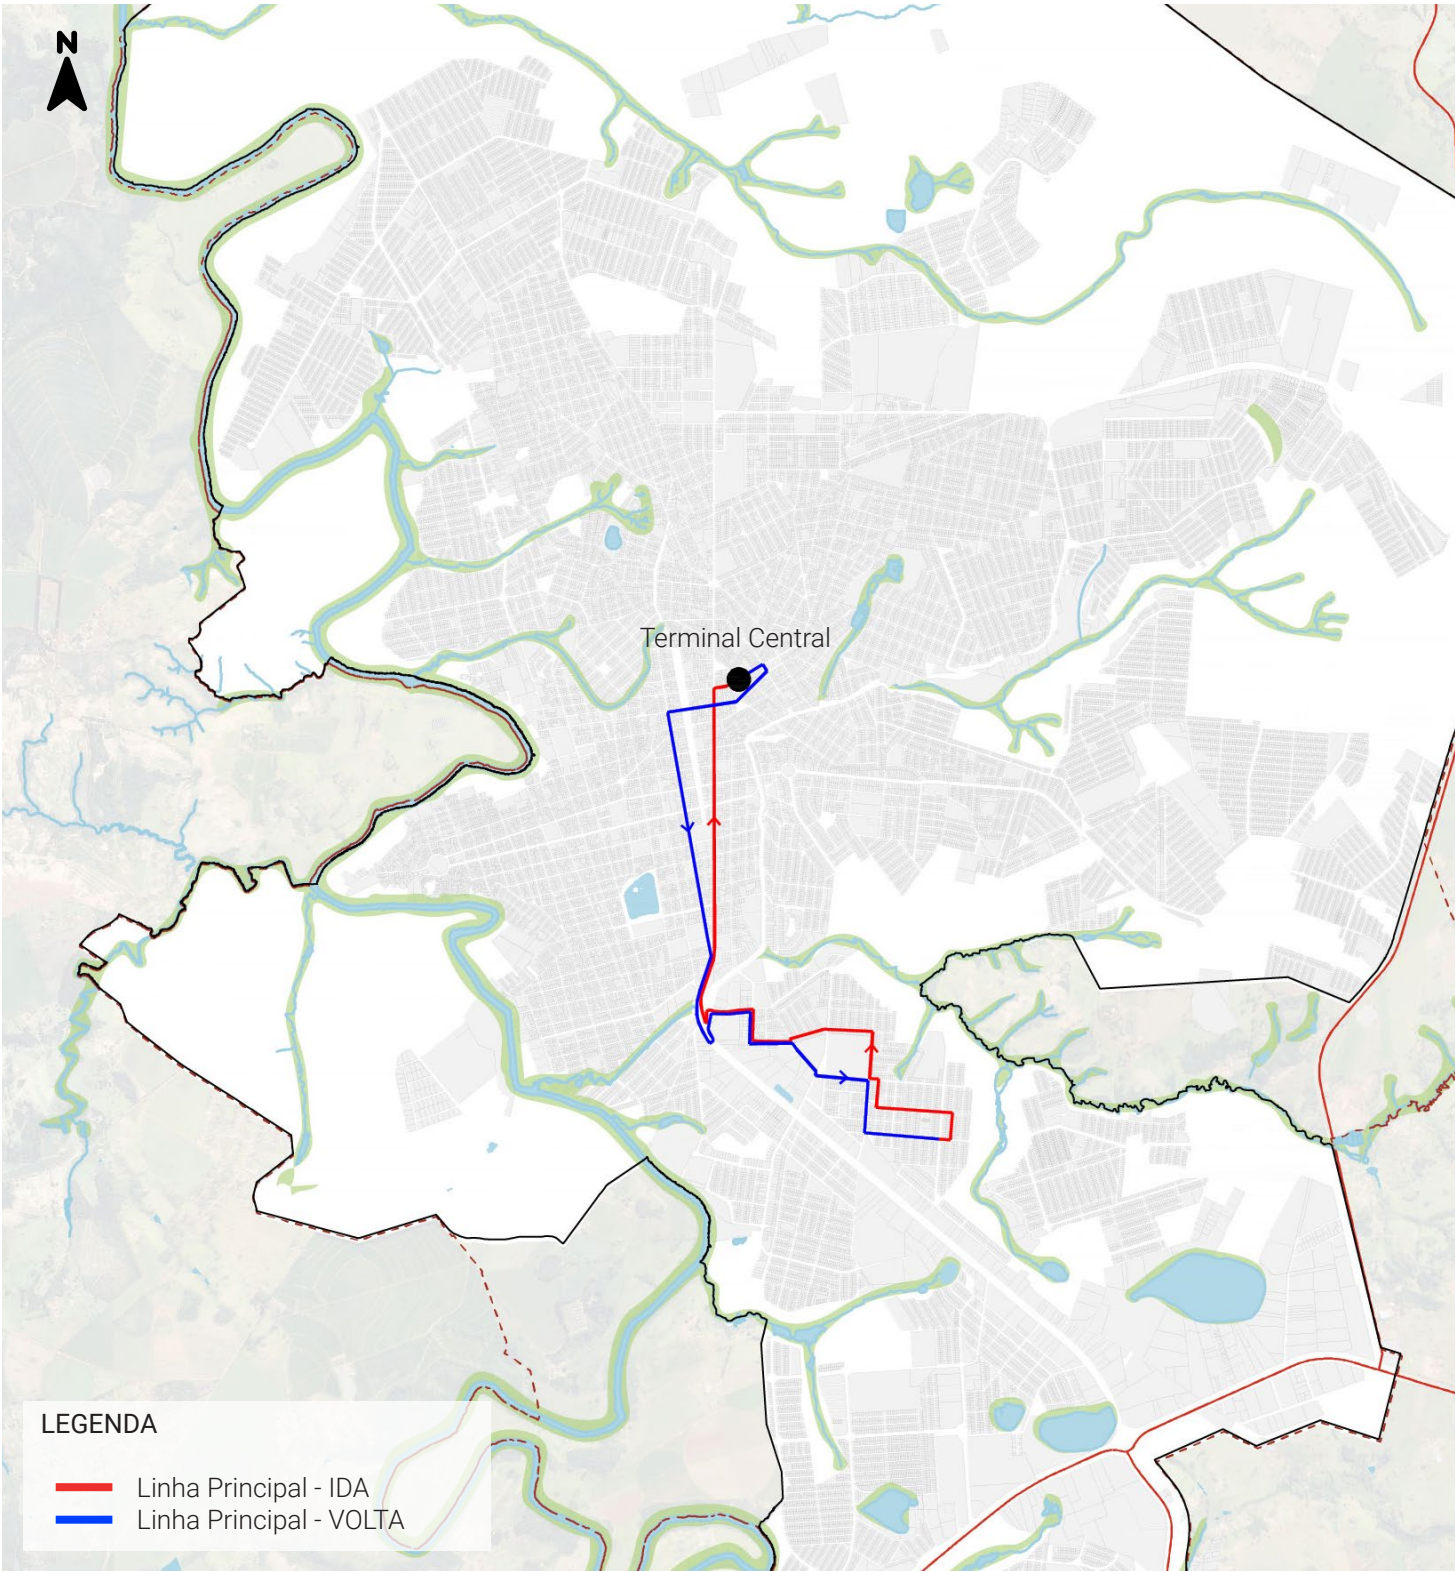 N
Terminal Central
LEGENDA
Linha Principal - IDA
Linha Principal - VOLTA